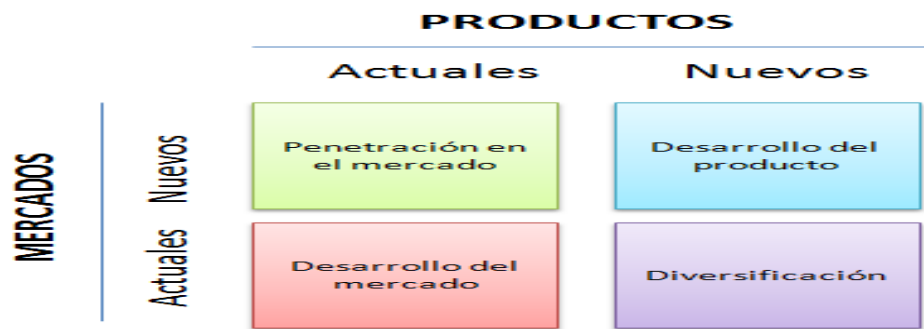 PRODUCTOS
Actuales
Nuevos
MERCADOS
Nuevos
Penetración en
el mercado
Desarrollo del
producto
Actuales
Desarrollo del
mercado
Diversificación